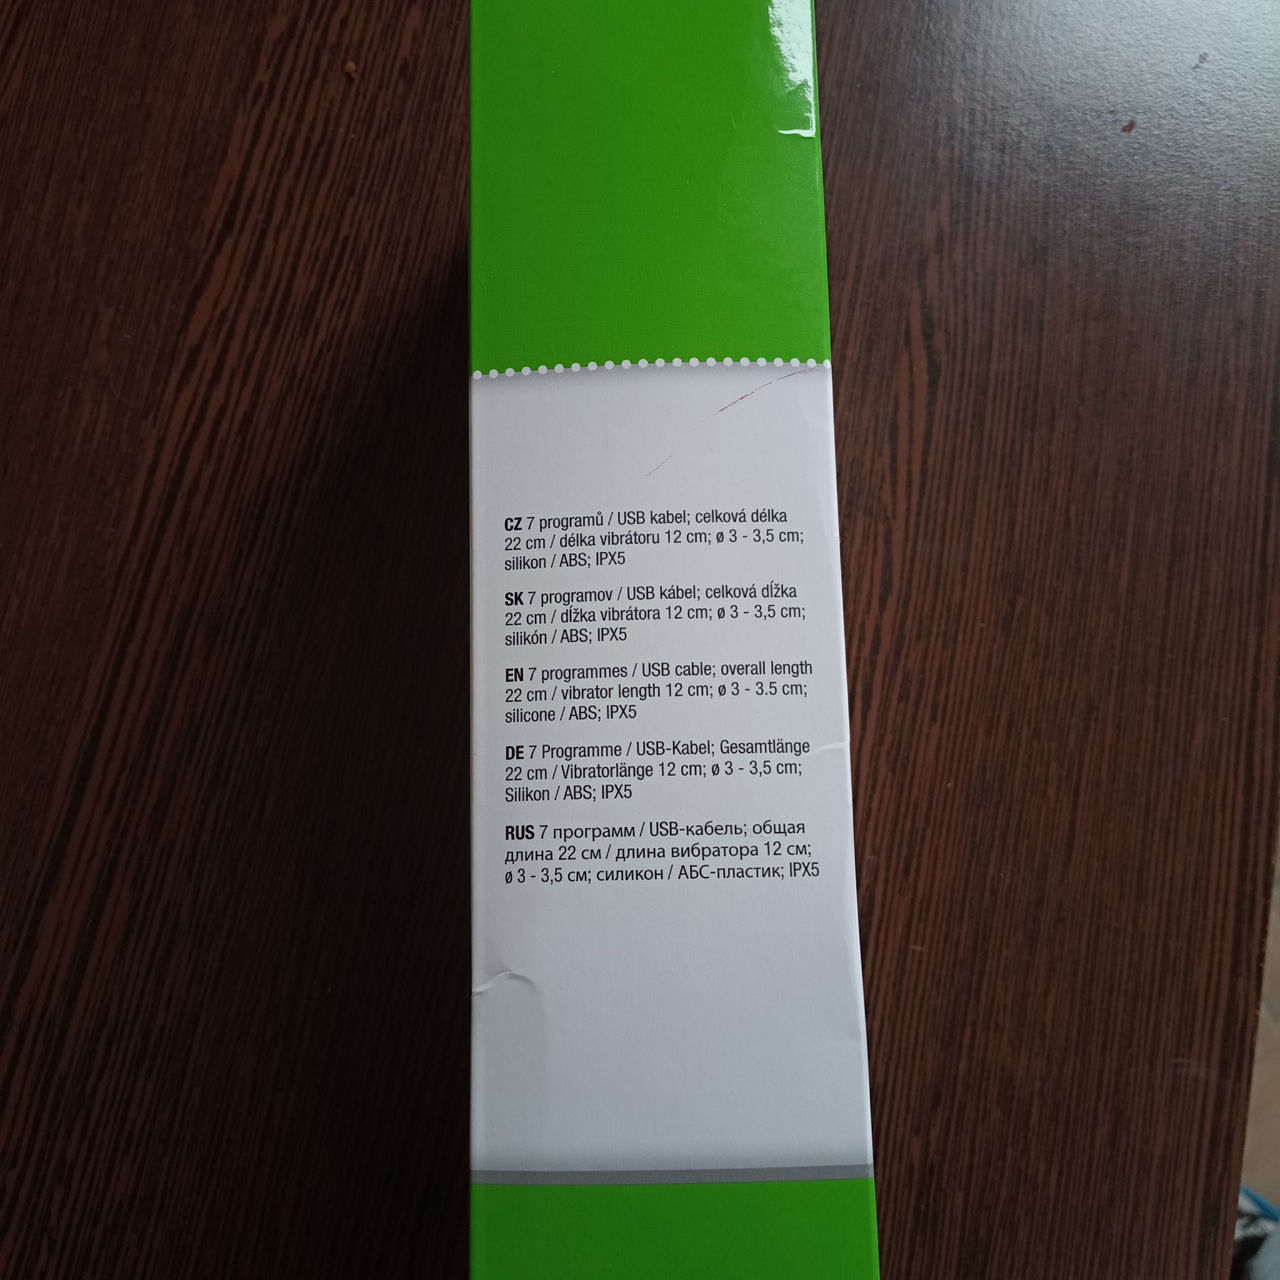 CZ 7 programů / USB kabel; celková délka
22 cm / délka vibrátoru 12 cm; ø 3 - 3,5 cm;
silikon / ABS; IPX5
SK 7 programov / USB kábel; celková dĺžka
22 cm / dĺžka vibrátora 12 cm; ø 3 - 3,5 cm;
silikón / ABS; IPX5
EN 7 programmes / USB cable; overall length
22 cm / vibrator length 12 cm; ø 3 - 3.5 cm;
silicone / ABS; IPX5
DE 7 Programme / USB-Kabel; Gesamtlänge
22 cm / Vibratorlänge 12 cm; ø 3 - 3,5 cm;
Silikon / ABS; IPX5
RUS 7 программ / USB-кабель; общая
длина 22 см / длина вибратора 12 см;
ø 3 - 3,5 см; силикон / АБС-пластик; IPX5